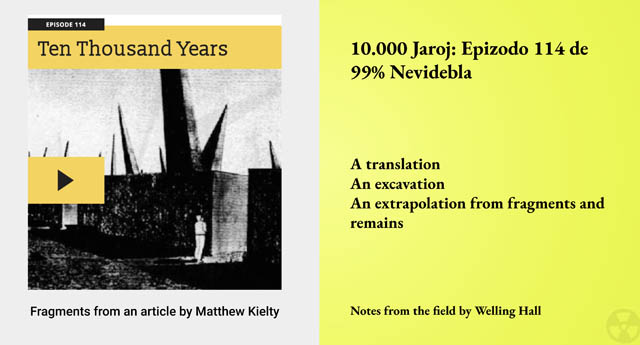 EPISODE 114
Ten Thousand Years
Fragments from an article by Matthew Kielty
10.000 Jaroj: Epizodo 114 de
99% Nevidebla
A translation
An excavation
An extrapolation from fragments and
remains
Notes from the field by Welling Hall